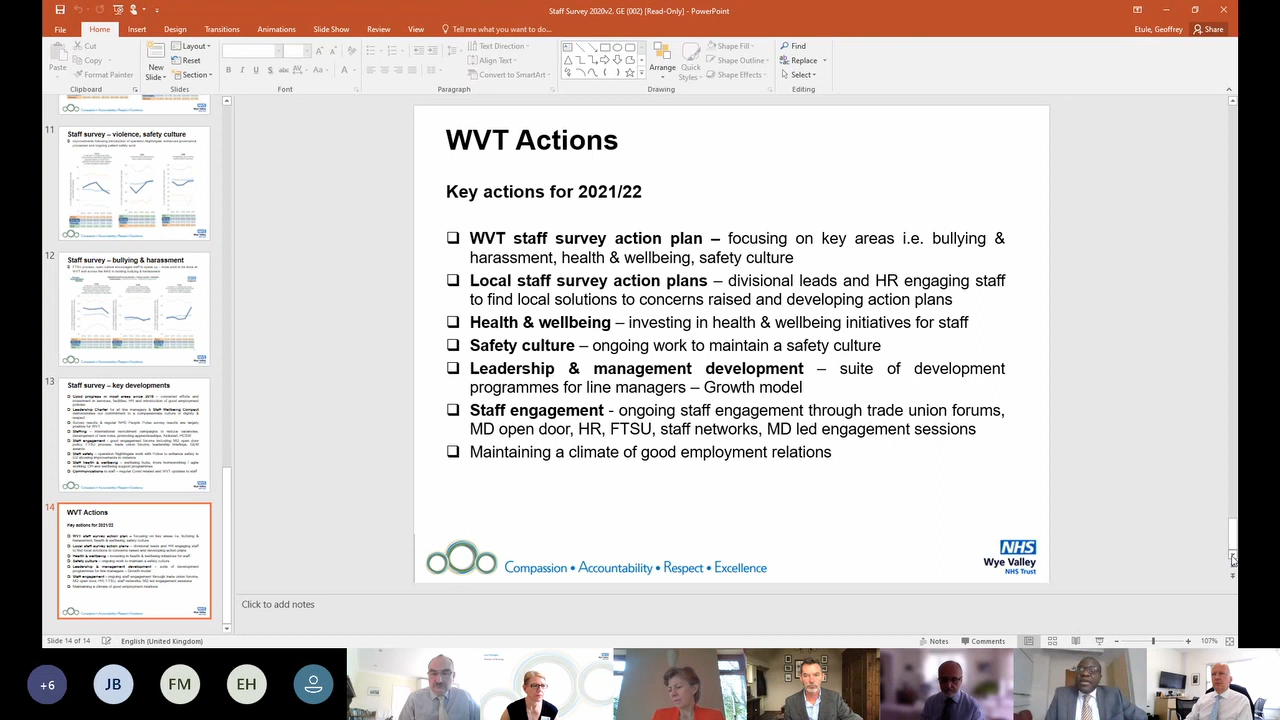 Staff Survey 2020v2, GE (002) [Read-Only] - PowerPoint
File Home Insert Design Transitions Animations Slide Show Review View Tell me what you want to do... Etule, Geoffrey Share
Paste
Cut
Copy
Format Painter
Clipboard
New Slide
Layout
Reset
Section
Slides
Font
Text Direction
Align Text
Convert to SmartArt
Paragraph
Arrange
Quick Styles
Shape Fill
Shape Outline
Shape Effects
Drawing
Find
Replace
Select
Editing
11
Staff survey – violence, safety culture
12
Staff survey – bullying & harassment
13
Staff survey – key developments
14
WVT Actions
Key actions for 2021/22
WVT Actions
Key actions for 2021/22
❑ WVT staff survey action plan – focusing on key areas i.e. bullying &
harassment, health & wellbeing, safety culture
❑ Local staff survey action plans – divisional leads and HR engaging staff
to find local solutions to concerns raised and developing action plans
❑ Health & wellbeing – investing in health & wellbeing initiatives for staff
❑ Safety culture – ongoing work to maintain a safety culture
❑ Leadership & management development – suite of development
programmes for line managers – Growth model
❑ Staff engagement - ongoing staff engagement through trade union forums,
MD open door, HR, FTSU, staff networks, MD led engagement sessions
❑ Maintaining a climate of good employment relations
Compassion • Accountability • Respect • Excellence
NHS
Wye Valley
NHS Trust
Click to add notes
Slide 14 of 14 English (United Kingdom) Notes Comments 107%
+6 JB FM EH